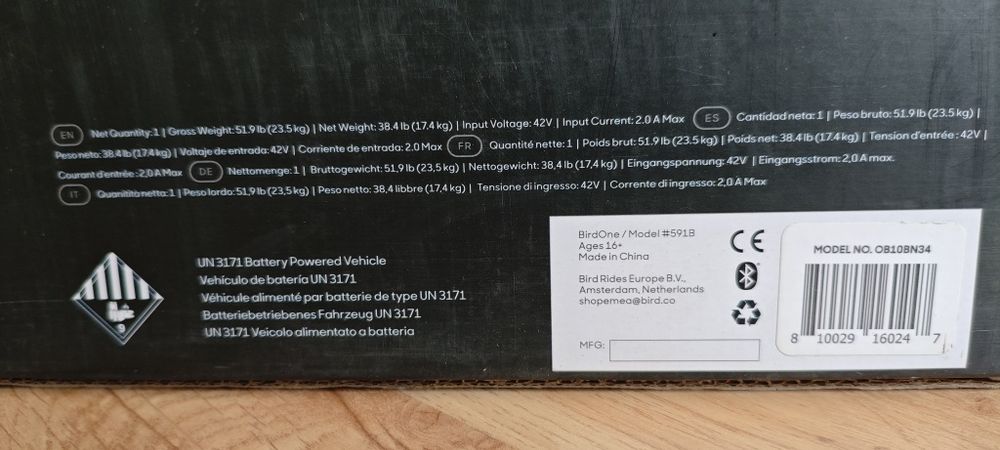 EN Net Quantity: 1 | Gross Weight: 51.9 lb (23.5 kg) | Net Weight: 38.4 lb (17.4 kg) | Input Voltage: 42V | Input Current: 2.0 A Max ES Cantidad neta: 1 | Peso bruto: 51.9 lb (23.5 kg) |
Peso neto: 38.4 lb (17.4kg) | Voltaje de entrada: 42V | Corriente de entrada: 2.0 Max FR Quantité nette: 1 | Poids brut: 51.9 lb (23.5 kg) | Poids net: 38.4 lb (17.4 kg) | Tension d'entrée: 42V |
Courant d'entrée: 2,0 A Max DE Nettomenge: 1 | Bruttogewicht: 51.9 lb (23,5 kg) | Nettogewicht: 38,4 lb (17,4 kg) | Eingangspannung: 42V | Eingangsstrom: 2,0 A max.
IT Quantità netta: 1 | Peso lordo: 51,9 lb (23,5 kg) | Peso netto: 38,4 libbre (17,4 kg) | Tensione di ingresso: 42V | Corrente di ingresso: 2,0 A Max
UN 3171 Battery Powered Vehicle
Vehículo de batería UN 3171
Véhicule alimenté par batterie de type UN 3171
Batteriebetriebenes Fahrzeug UN 3171
UN 3171 Veicolo alimentato a batteria
9
BirdOne / Model #591B
Ages 16+
Made in China
Bird Rides Europe B.V.,
Amsterdam, Netherlands
shopemea@bird.co
MFG:
CE
MODEL NO. OB10BN34
8 10029 16024 7